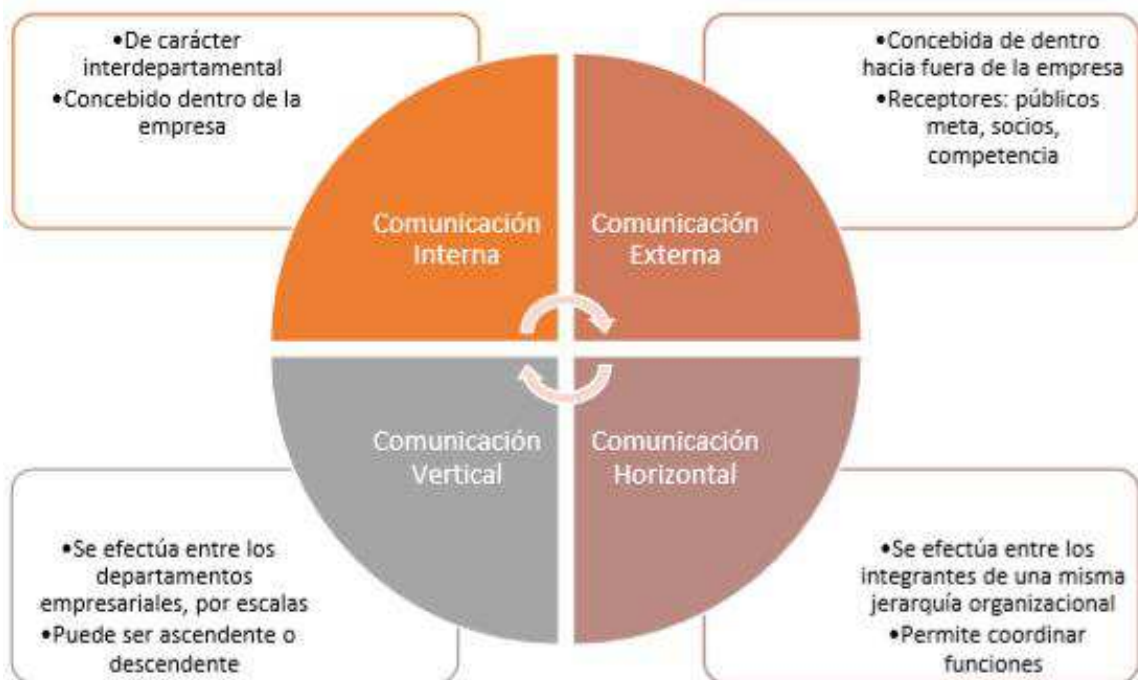 •De carácter
interdepartamental
•Concebido dentro de la
empresa
•Concebida de dentro
hacia fuera de la empresa
•Receptores: públicos
meta, socios,
competencia
Comunicación
Interna
Comunicación
Externa
Comunicación
Vertical
Comunicación
Horizontal
•Se efectúa entre los
departamentos
empresariales, por escalas
•Puede ser ascendente o
descendente
•Se efectúa entre los
integrantes de una misma
jerarquía organizacional
•Permite coordinar
funciones